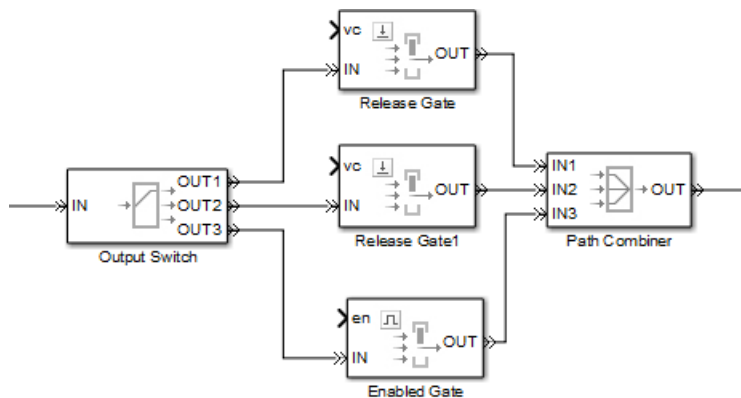 vc
OUT
IN
Release Gate
vc
OUT
IN
Release Gate1
IN
OUT1
OUT2
OUT3
Output Switch
IN1
IN2
IN3
OUT
Path Combiner
en
OUT
IN
Enabled Gate